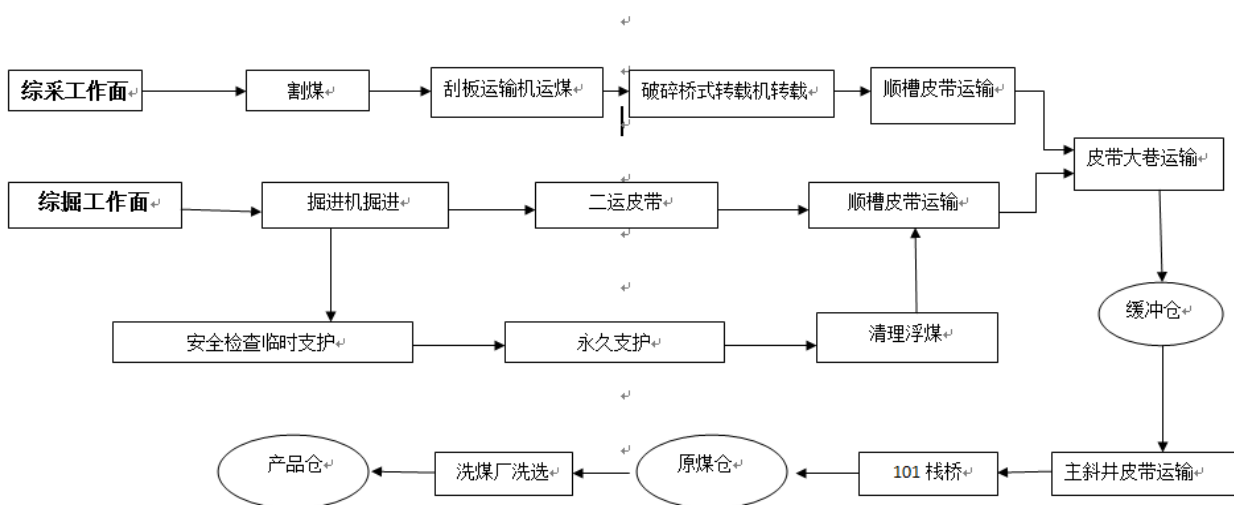 综采工作面
割煤
刮板运输机运煤
破碎桥式转载机转载
顺槽皮带运输
皮带大巷运输
综掘工作面
掘进机掘进
二运皮带
顺槽皮带运输
缓冲仓
安全检查临时支护
永久支护
清理浮煤
产品仓
洗煤厂洗选
原煤仓
101 栈桥
主斜井皮带运输